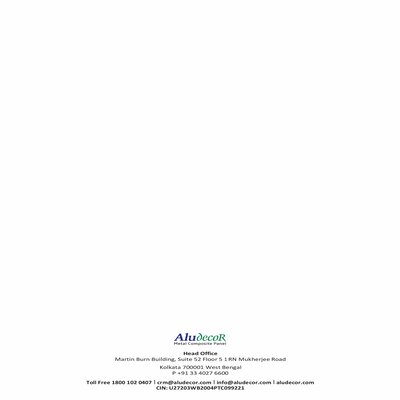 AludecoR
Metal Composite Panel
Head Office
Martin Burn Building, Suite 52 Floor 5 1 RN Mukherjee Road
Kolkata 700001 West Bengal
P +91 33 4027 6600
Toll Free 1800 102 0407 | crm@aludecor.com | info@aludecor.com | aludecor.com
CIN: U27203WB2004PTC099221